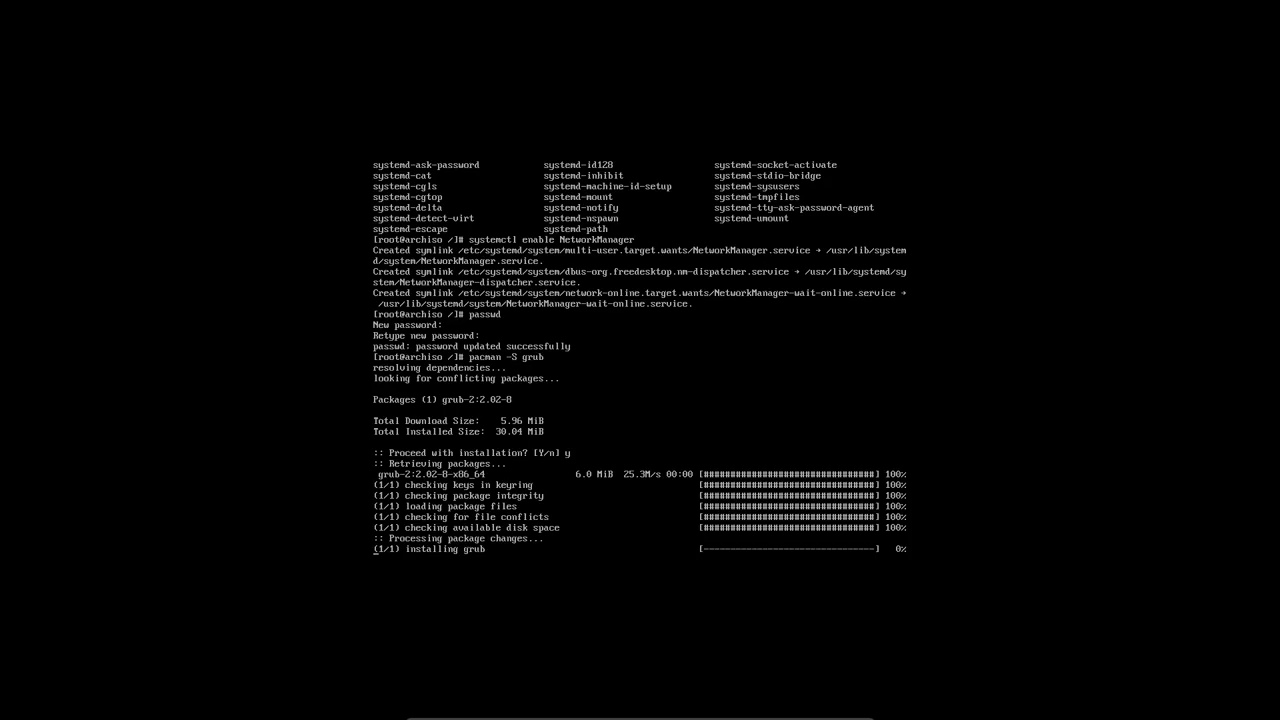 systemd-ask-password systemd-id128 systemd-socket-activate
systemd-cat systemd-inhibit systemd-stdio-bridge
systemd-cgls systemd-machine-id-setup systemd-sysusers
systemd-cgtop systemd-mount systemd-tmpfiles
systemd-delta systemd-notify systemd-tty-ask-password-agent
systemd-detect-virt systemd-nspawn systemd-umount
systemd-escape systemd-path
[root@archiso /]# systemctl enable NetworkManager
Created symlink /etc/systemd/system/multi-user.target.wants/NetworkManager.service → /usr/lib/system
d/system/NetworkManager.service.
Created symlink /etc/systemd/system/dbus-org.freedesktop.nm-dispatcher.service → /usr/lib/systemd/sy
stem/NetworkManager-dispatcher.service.
Created symlink /etc/systemd/system/network-online.target.wants/NetworkManager-wait-online.service →
 /usr/lib/systemd/system/NetworkManager-wait-online.service.
[root@archiso /]# passwd
New password:
Retype new password:
passwd: password updated successfully
[root@archiso /]# pacman -S grub
resolving dependencies...
looking for conflicting packages...
Packages (1) grub-2:2.02-8
Total Download Size: 5.96 MiB
Total Installed Size: 30.04 MiB
:: Proceed with installation? [Y/n] y
:: Retrieving packages...
 grub-2:2.02-8-x86_64 6.0 MiB 25.3M/s 00:00 [################################] 100%
(1/1) checking keys in keyring [################################] 100%
(1/1) checking package integrity [################################] 100%
(1/1) loading package files [################################] 100%
(1/1) checking for file conflicts [################################] 100%
(1/1) checking available disk space [################################] 100%
:: Processing package changes...
(1/1) installing grub [--------------------------------] 0%